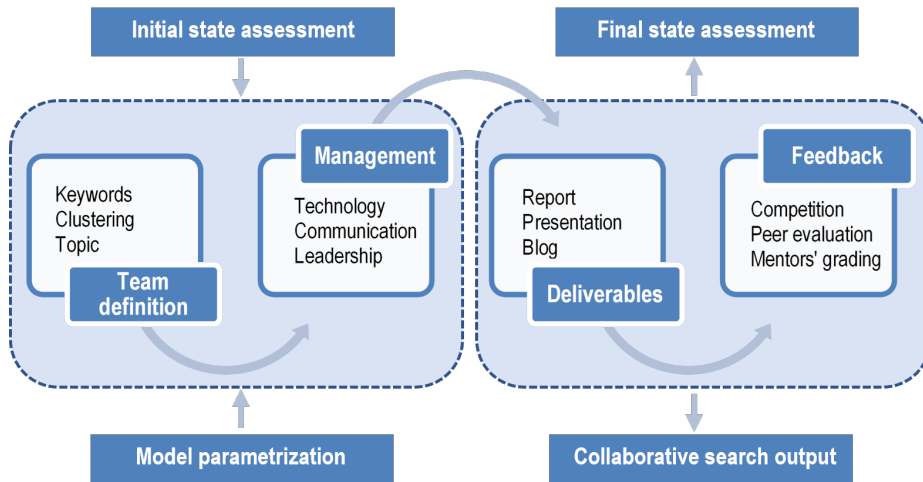 Initial state assessment
Final state assessment
Management
Feedback
Keywords
Clustering
Topic
Technology
Communication
Leadership
Report
Presentation
Blog
Competition
Peer evaluation
Mentors' grading
Team
definition
Deliverables
Model parametrization
Collaborative search output